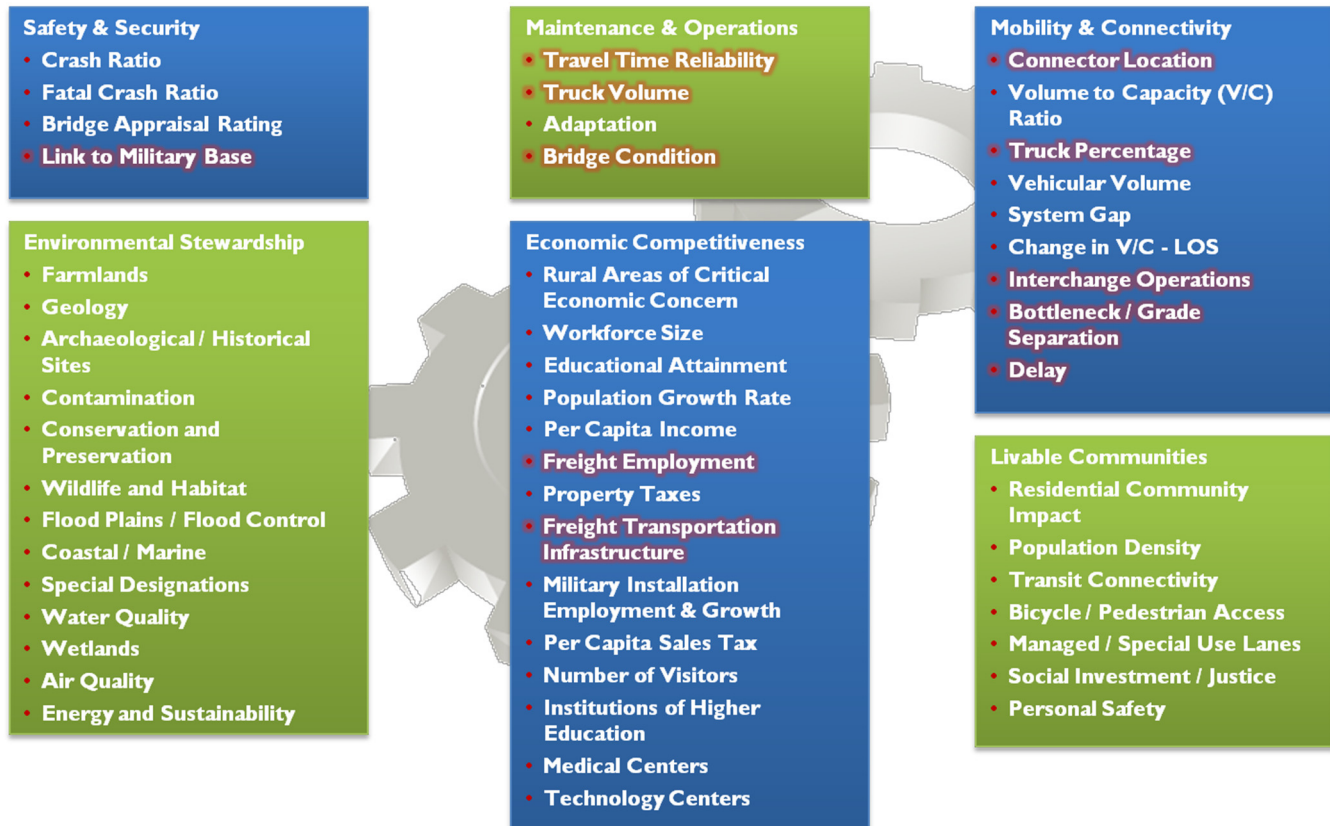 Safety & Security
• Crash Ratio
• Fatal Crash Ratio
• Bridge Appraisal Rating
• Link to Military Base
Maintenance & Operations
• Travel Time Reliability
• Truck Volume
• Adaptation
• Bridge Condition
Mobility & Connectivity
• Connector Location
• Volume to Capacity (V/C)
Ratio
• Truck Percentage
• Vehicular Volume
• System Gap
• Change in V/C - LOS
• Interchange Operations
• Bottleneck / Grade
Separation
• Delay
Environmental Stewardship
• Farmlands
• Geology
• Archaeological / Historical
Sites
• Contamination
• Conservation and
Preservation
• Wildlife and Habitat
• Flood Plains / Flood Control
• Coastal / Marine
• Special Designations
• Water Quality
• Wetlands
• Air Quality
• Energy and Sustainability
Economic Competitiveness
• Rural Areas of Critical
Economic Concern
• Workforce Size
• Educational Attainment
• Population Growth Rate
• Per Capita Income
• Freight Employment
• Property Taxes
• Freight Transportation
Infrastructure
• Military Installation
Employment & Growth
• Per Capita Sales Tax
• Number of Visitors
• Institutions of Higher
Education
• Medical Centers
• Technology Centers
Livable Communities
• Residential Community
Impact
• Population Density
• Transit Connectivity
• Bicycle / Pedestrian Access
• Managed / Special Use Lanes
• Social Investment / Justice
• Personal Safety